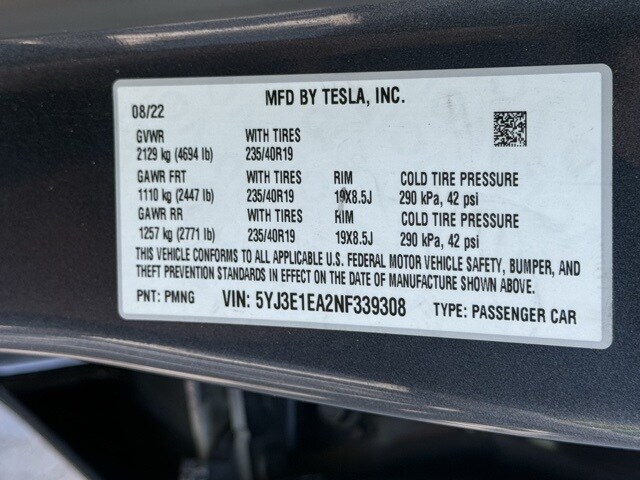 MFD BY TESLA, INC.
08/22
GVWR WITH TIRES
2129 kg (4694 lb) 235/40R19
GAWR FRT WITH TIRES RIM COLD TIRE PRESSURE
1110 kg (2447 lb) 235/40R19 19X8.5J 290 kPa, 42 psi
GAWR RR WITH TIRES RIM COLD TIRE PRESSURE
1257 kg (2771 lb) 235/40R19 19X8.5J 290 kPa, 42 psi
THIS VEHICLE CONFORMS TO ALL APPLICABLE U.S. FEDERAL MOTOR VEHICLE SAFETY, BUMPER, AND
THEFT PREVENTION STANDARDS IN EFFECT ON THE DATE OF MANUFACTURE SHOWN ABOVE.
PNT: PMNG VIN: 5YJ3E1EA2NF339308 TYPE: PASSENGER CAR